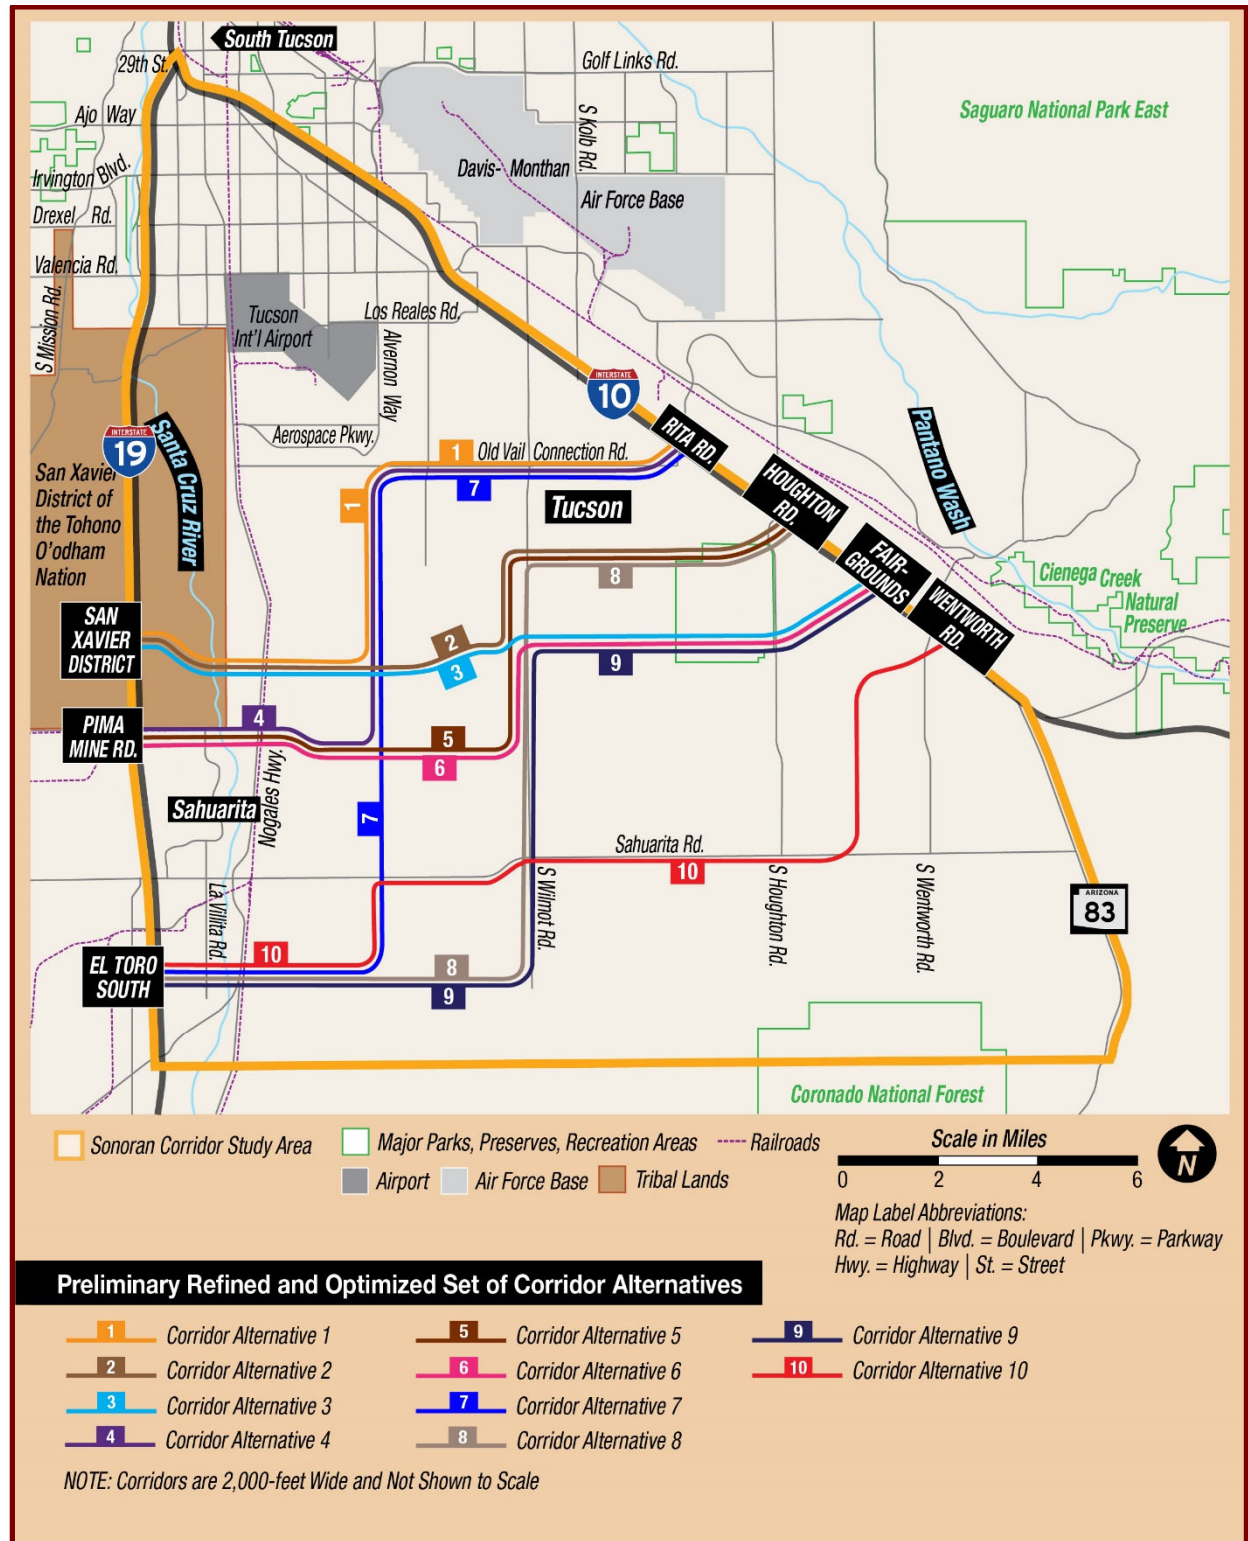 South Tucson
29th St.
Golf Links Rd.
Ajo Way
S Kolb Rd.
Saguaro National Park East
Irvington Blvd.
Davis- Monthan
Air Force Base
Drexel Rd.
Valencia Rd.
S Mission Rd.
Tucson
Int'l Airport
Los Reales Rd.
Alvernon Way
INTERSTATE
10
Aerospace Pkwy.
RITA RD.
INTERSTATE
19
Santa Cruz River
Pantano Wash
1
Old Vail Connection Rd.
7
1
Tucson
HOUGHTON
RD.
San Xavier
District of
the Tohono
O'odham
Nation
8
FAIR-
GROUNDS
Cienega Creek
Natural
Preserve
WENTWORTH
RD.
SAN
XAVIER
DISTRICT
2
3
9
PIMA
MINE RD.
4
5
6
Nogales Hwy.
Sahuarita
7
Sahuarita Rd.
10
La Villita Rd.
S Wilmot Rd.
S Houghton Rd.
S Wentworth Rd.
ARIZONA
83
EL TORO
SOUTH
10
8
9
Coronado National Forest
Sonoran Corridor Study Area
Major Parks, Preserves, Recreation Areas
Railroads
Airport
Air Force Base
Tribal Lands
Scale in Miles
0 2 4 6
N
Map Label Abbreviations:
Rd. = Road | Blvd. = Boulevard | Pkwy. = Parkway
Hwy. = Highway | St. = Street
Preliminary Refined and Optimized Set of Corridor Alternatives
1 Corridor Alternative 1
2 Corridor Alternative 2
3 Corridor Alternative 3
4 Corridor Alternative 4
5 Corridor Alternative 5
6 Corridor Alternative 6
7 Corridor Alternative 7
8 Corridor Alternative 8
9 Corridor Alternative 9
10 Corridor Alternative 10
NOTE: Corridors are 2,000-feet Wide and Not Shown to Scale